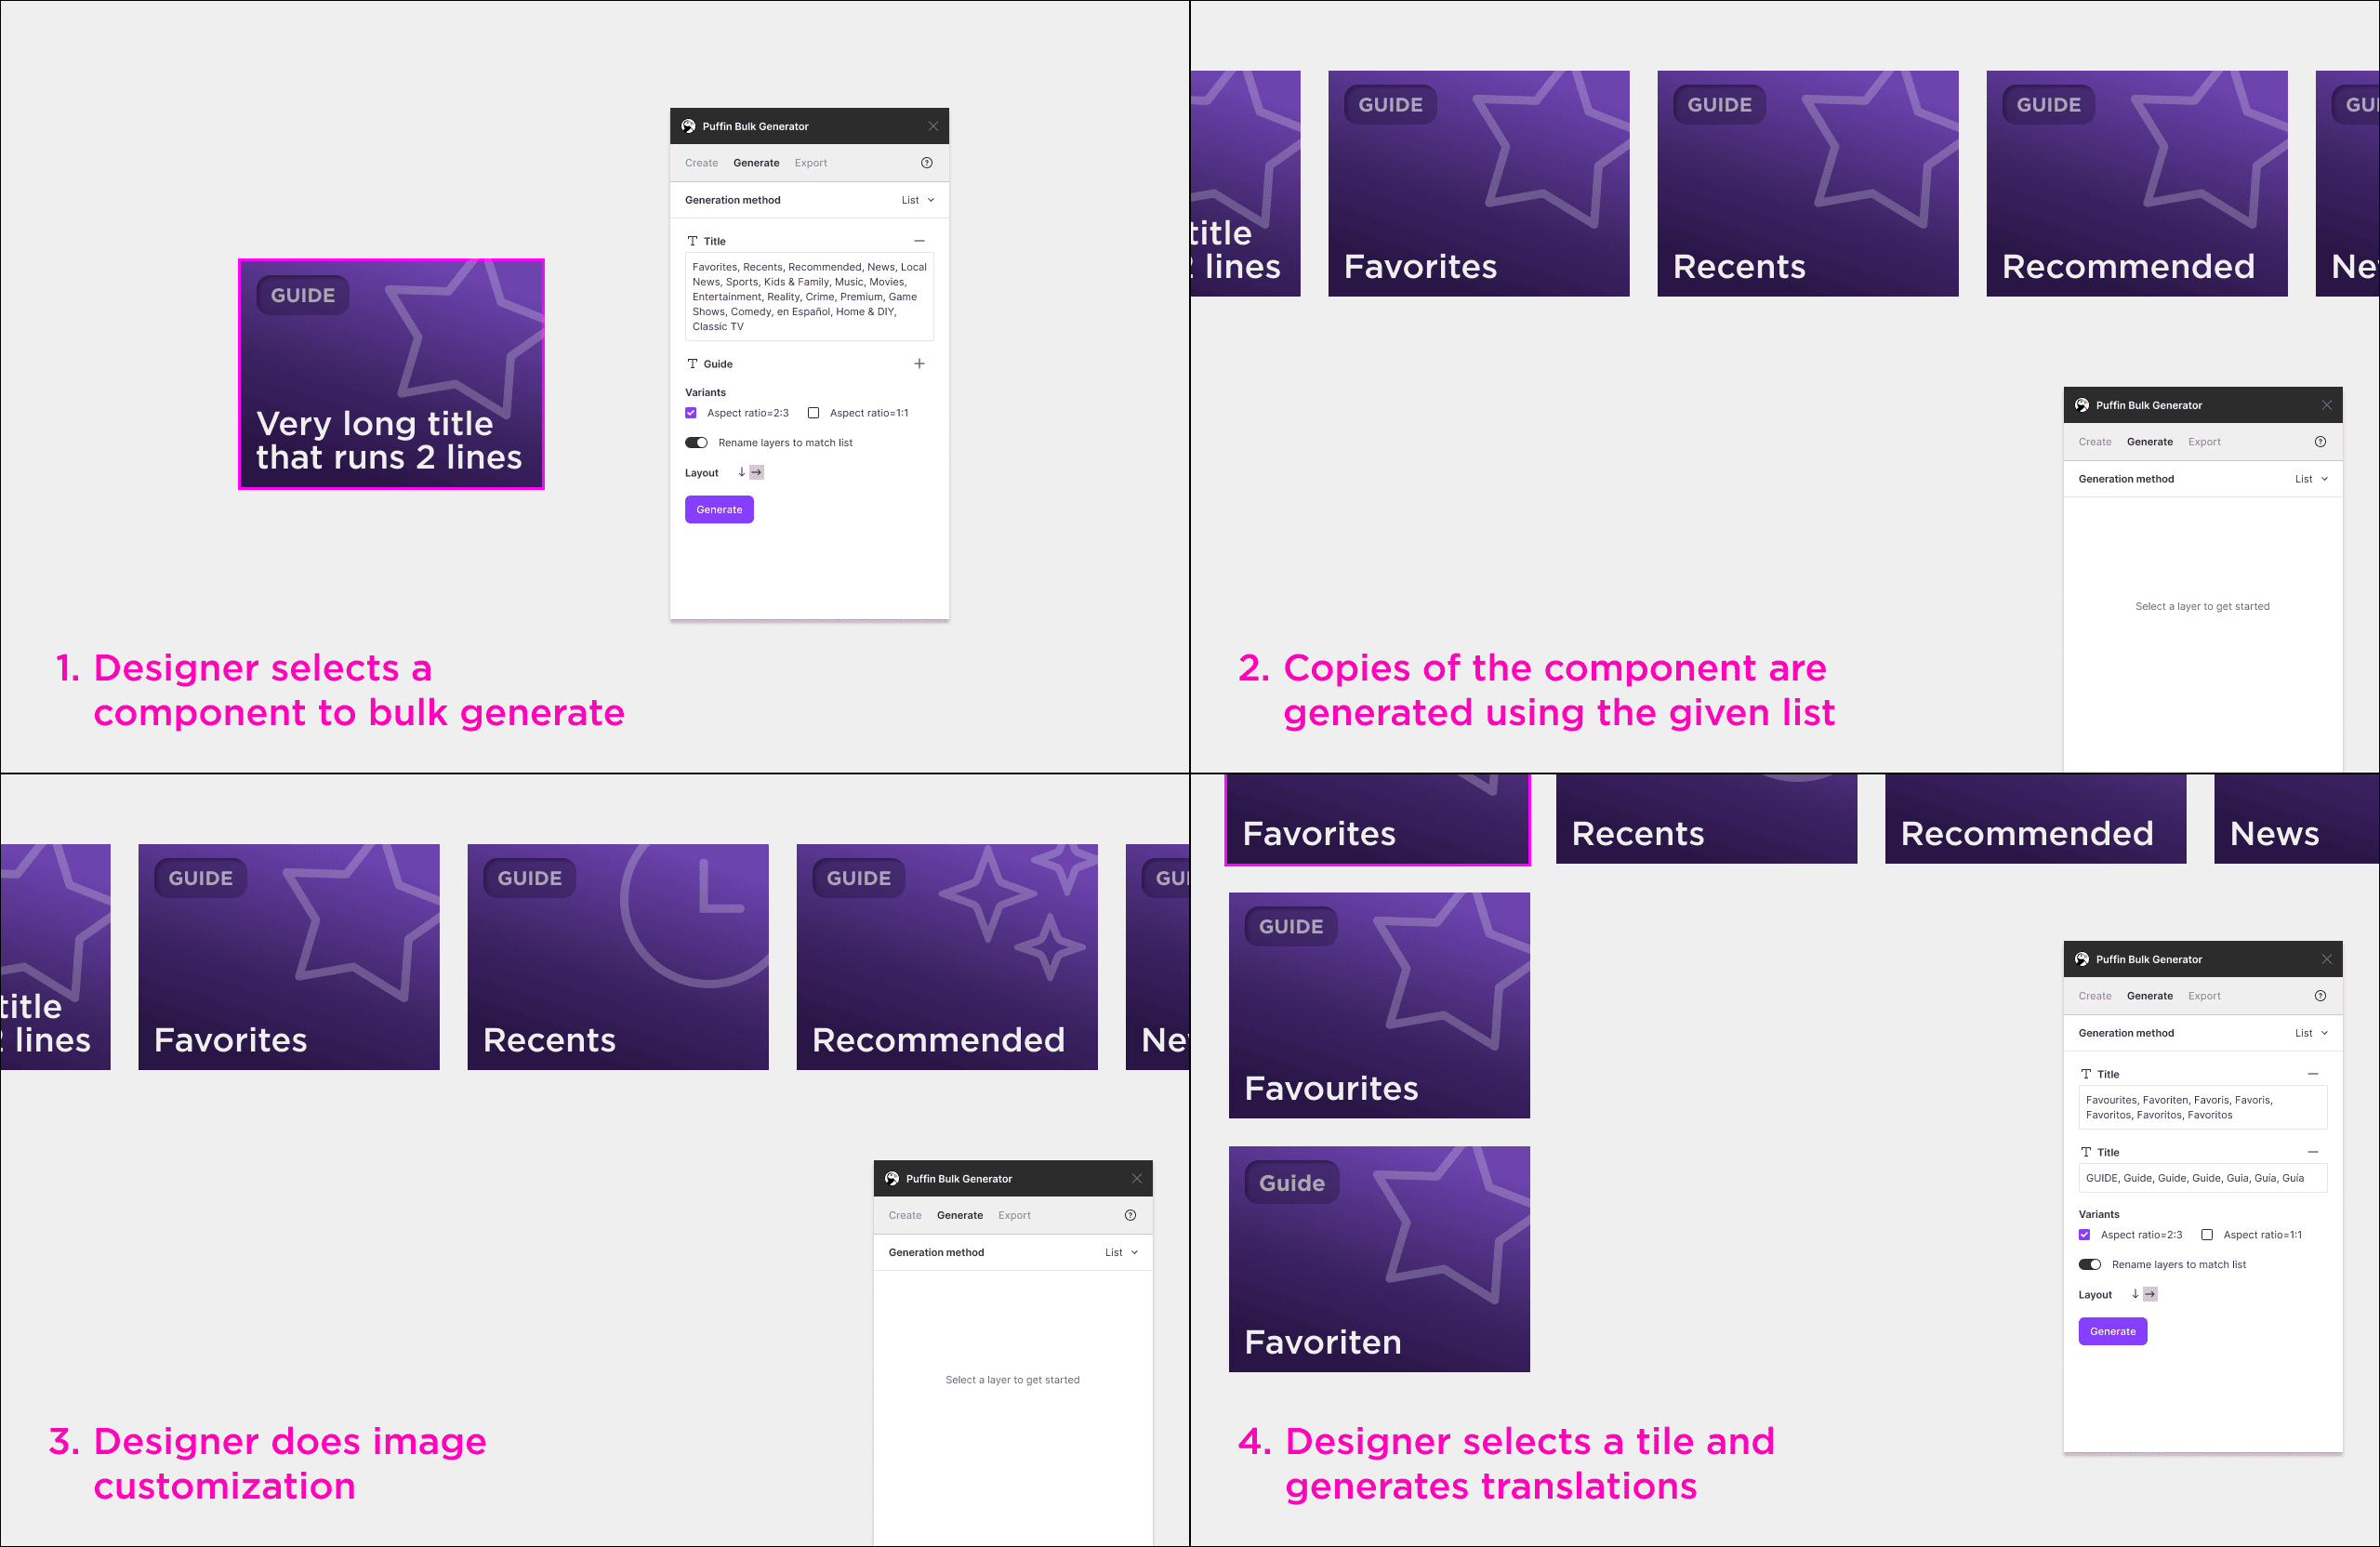 GUIDE
Very long title
that runs 2 lines
Puffin Bulk Generator
Create Generate Export
Generation method List
Title
Favorites, Recents, Recommended, News, Local
News, Sports, Kids & Family, Music, Movies,
Entertainment, Reality, Crime, Premium, Game
Shows, Comedy, en Español, Home & DIY,
Classic TV
Guide
Variants
Aspect ratio=2:3 Aspect ratio=1:1
Rename layers to match list
Layout
Generate
1. Designer selects a
component to bulk generate
title
lines
GUIDE
Favorites
GUIDE
Recents
GUIDE
Recommended
GUI
Ne
Puffin Bulk Generator
Create Generate Export
Generation method List
Select a layer to get started
2. Copies of the component are
generated using the given list
title
lines
GUIDE
Favorites
GUIDE
Recents
GUIDE
Recommended
GUI
Ne
Puffin Bulk Generator
Create Generate Export
Generation method List
Select a layer to get started
3. Designer does image
customization
Favorites
Recents
Recommended
News
GUIDE
Favourites
Guide
Favoriten
Puffin Bulk Generator
Create Generate Export
Generation method List
Title
Favourites, Favoriten, Favoris, Favoris,
Favoritos, Favoritos, Favoritos
Title
GUIDE, Guide, Guide, Guide, Guia, Guía, Guía
Variants
Aspect ratio=2:3 Aspect ratio=1:1
Rename layers to match list
Layout
Generate
4. Designer selects a tile and
generates translations